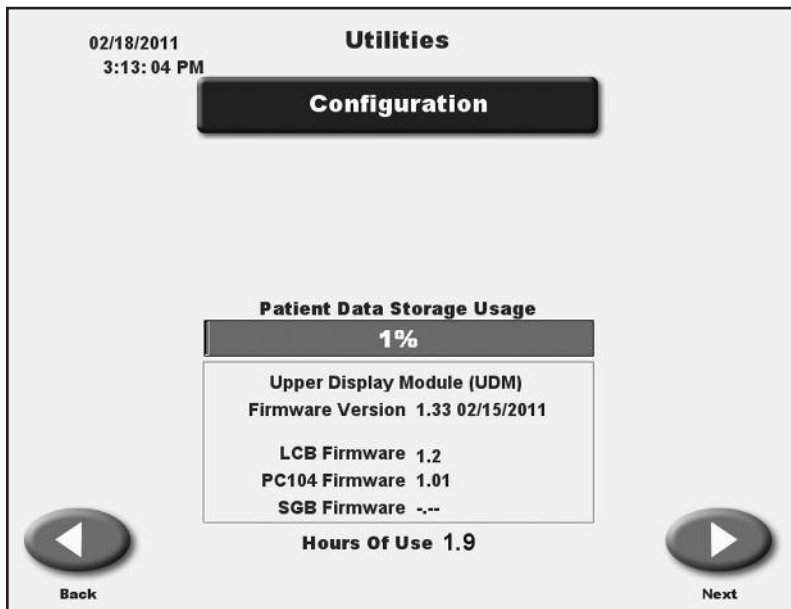 02/18/2011
Utilities
3:13:04 PM
Configuration
Patient Data Storage Usage
1%
Upper Display Module (UDM)
Firmware Version 1.33 02/15/2011
LCB Firmware 1.2
PC104 Firmware 1.01
SGB Firmware -.--
Hours Of Use 1.9
Back
Next